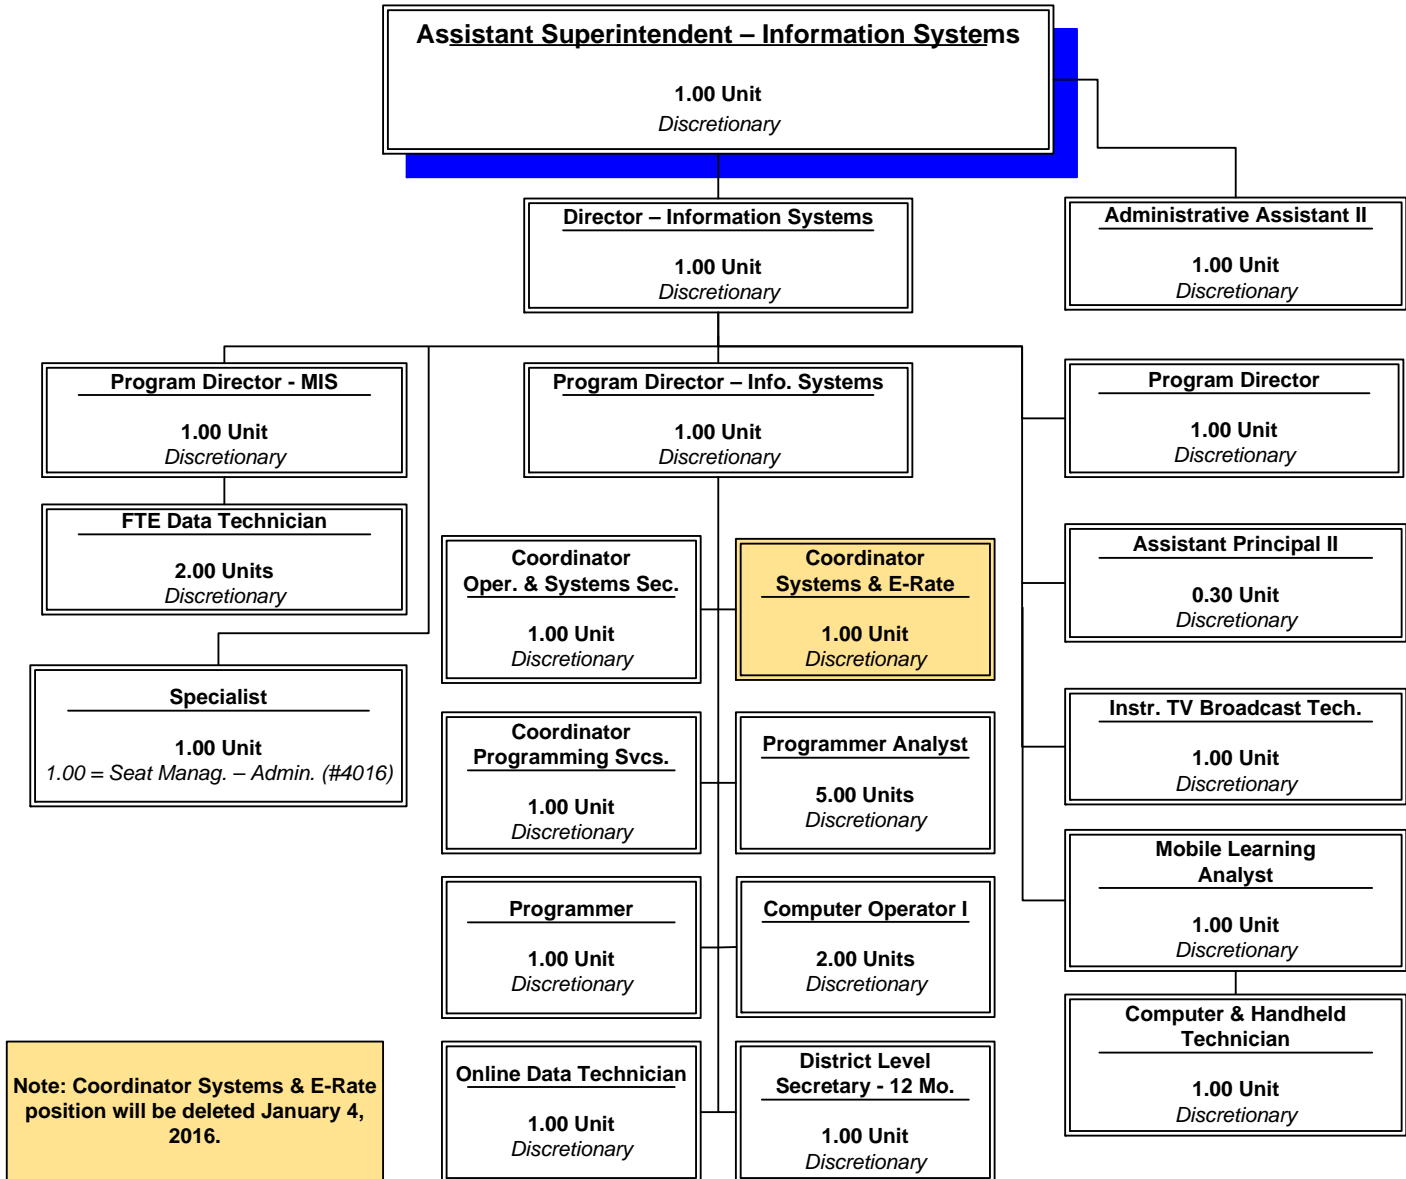 Assistant Superintendent – Information Systems
1.00 Unit
Discretionary
Director – Information Systems
1.00 Unit
Discretionary
Administrative Assistant II
1.00 Unit
Discretionary
Program Director - MIS
1.00 Unit
Discretionary
Program Director – Info. Systems
1.00 Unit
Discretionary
Program Director
1.00 Unit
Discretionary
FTE Data Technician
2.00 Units
Discretionary
Coordinator
Oper. & Systems Sec.
1.00 Unit
Discretionary
Coordinator
Systems & E-Rate
1.00 Unit
Discretionary
Assistant Principal II
0.30 Unit
Discretionary
Specialist
1.00 Unit
1.00 = Seat Manag. – Admin. (#4016)
Coordinator
Programming Svcs.
1.00 Unit
Discretionary
Programmer Analyst
5.00 Units
Discretionary
Instr. TV Broadcast Tech.
1.00 Unit
Discretionary
Programmer
1.00 Unit
Discretionary
Computer Operator I
2.00 Units
Discretionary
Mobile Learning
Analyst
1.00 Unit
Discretionary
Computer & Handheld
Technician
1.00 Unit
Discretionary
Note: Coordinator Systems & E-Rate
position will be deleted January 4,
2016.
Online Data Technician
1.00 Unit
Discretionary
District Level
Secretary - 12 Mo.
1.00 Unit
Discretionary